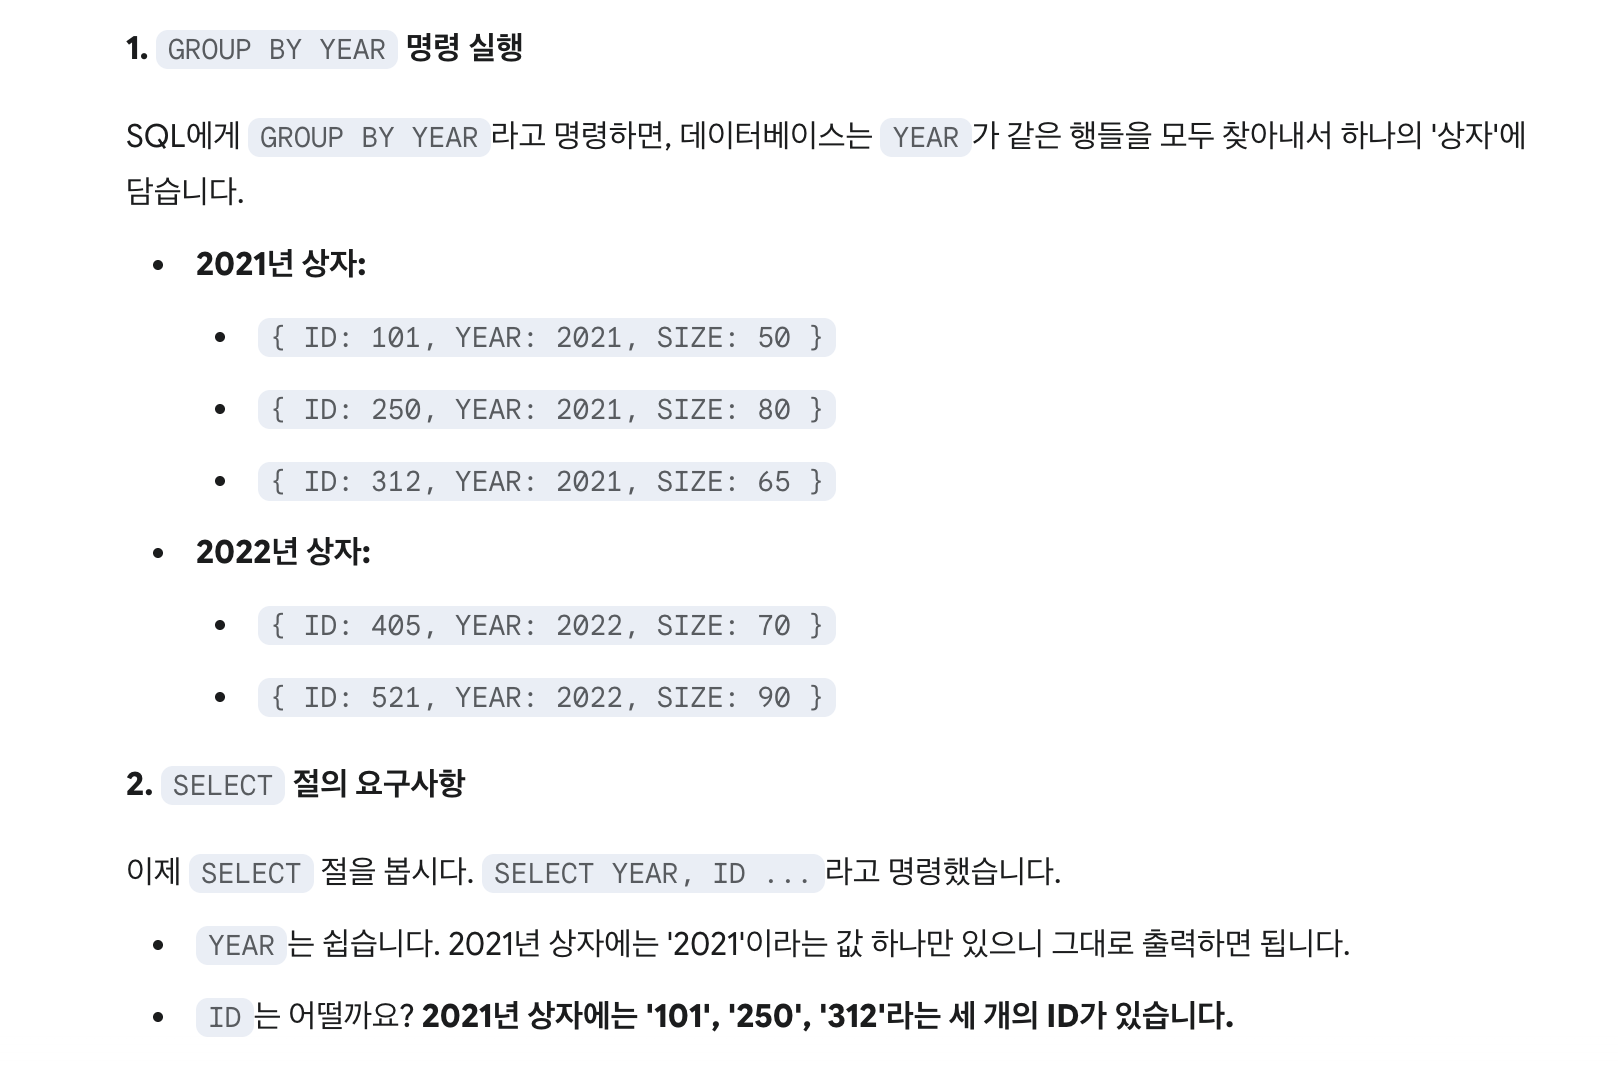 1. GROUP BY YEAR 명령 실행
SQL에게 GROUP BY YEAR라고 명령하면, 데이터베이스는 YEAR가 같은 행들을 모두 찾아내서 하나의 '상자'에
담습니다.
• 2021년 상자:
• { ID: 101, YEAR: 2021, SIZE: 50 }
• { ID: 250, YEAR: 2021, SIZE: 80 }
• { ID: 312, YEAR: 2021, SIZE: 65 }
• 2022년 상자:
• { ID: 405, YEAR: 2022, SIZE: 70 }
• { ID: 521, YEAR: 2022, SIZE: 90 }
2. SELECT 절의 요구사항
이제 SELECT 절을 봅시다. SELECT YEAR, ID ...라고 명령했습니다.
• YEAR는 쉽습니다. 2021년 상자에는 '2021'이라는 값 하나만 있으니 그대로 출력하면 됩니다.
• ID는 어떨까요? 2021년 상자에는 '101', '250', '312'라는 세 개의 ID가 있습니다.